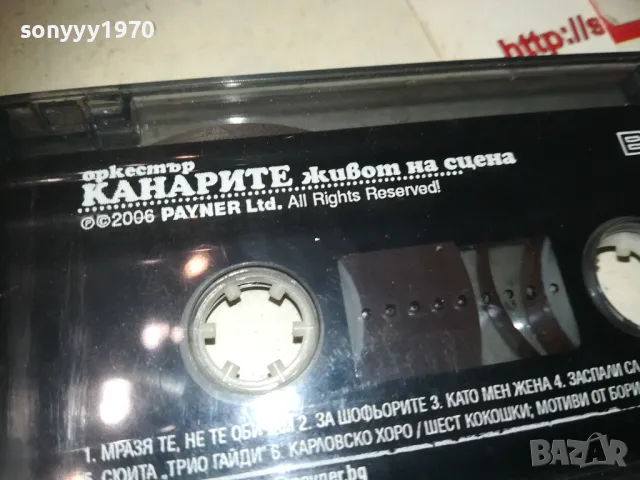 sonyyy1970
http://s
оркестър
КАНАРИТЕ живот на сцена
℗©2006 PAYNER Ltd. All Rights Reserved!
1. МРАЗЯ ТЕ, НЕ ТЕ 2. ЗА ШОФЬОРИТЕ 3. КАТО МЕН ЖЕНА 4. ЗАСПАЛИ СА
5. СЮИТА „ТРИО ГАЙДИ" 6. КАРЛОВСКО ХОРО / ШЕСТ КОКОШКИ; МОТИВИ ОТ
payner.bg
BAZAR